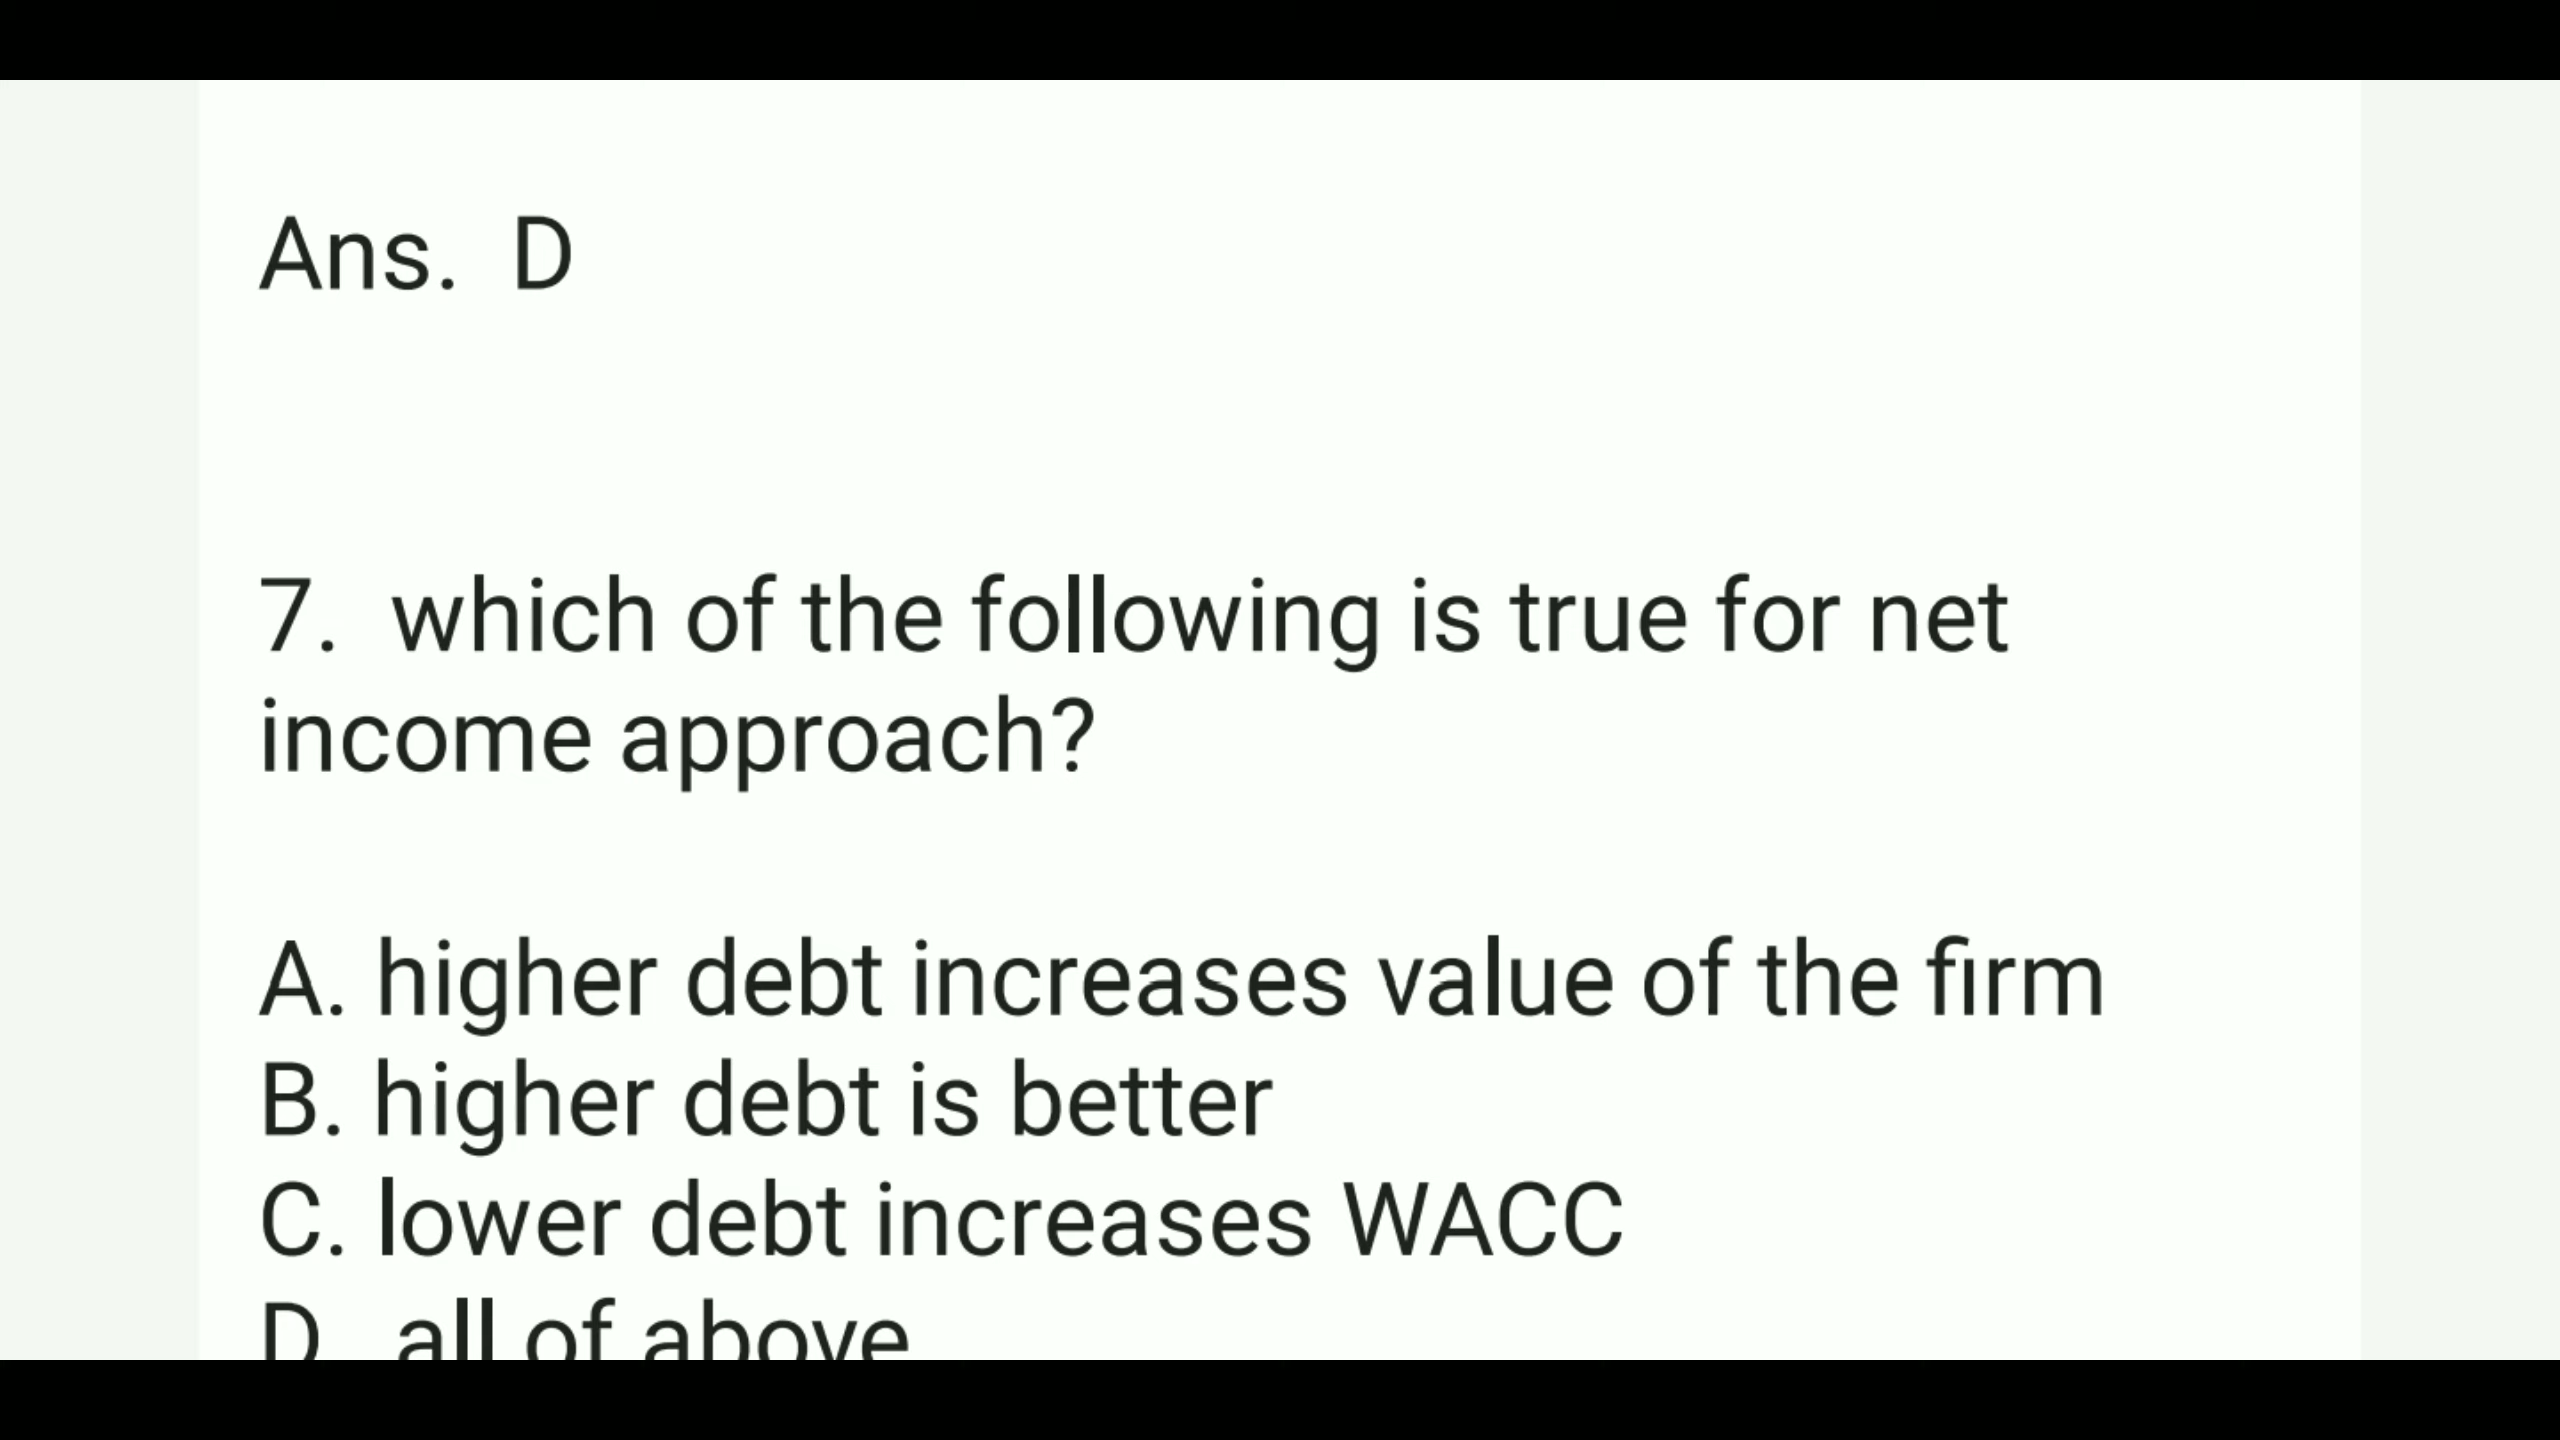 Ans. D
7. which of the following is true for net
income approach?
A. higher debt increases value of the firm
B. higher debt is better
C. lower debt increases WACC
D. all of above